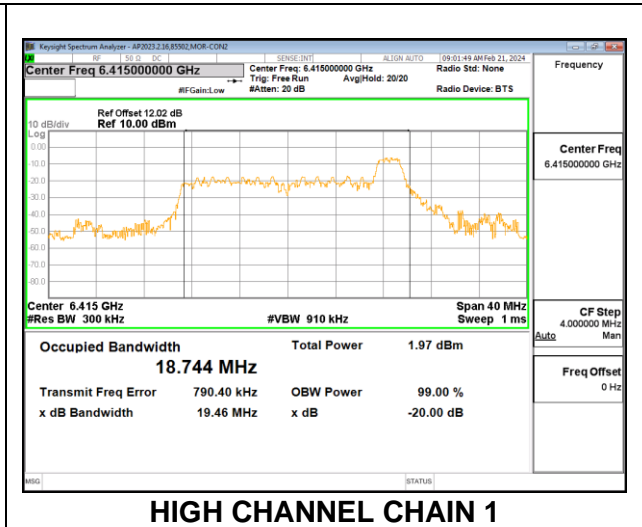 Keysight Spectrum Analyzer - AP2023.2.16,85502,MOR-CON2
RF 50 Ω DC SENSE:INT ALIGN AUTO 09:01:49 AM Feb 21, 2024
Center Freq 6.415000000 GHz
Center Freq: 6.415000000 GHz
Radio Std: None
Trig: Free Run Avg|Hold: 20/20
#IFGain:Low #Atten: 20 dB Radio Device: BTS
Frequency
Ref Offset 12.02 dB
10 dB/div Ref 10.00 dBm
Log
0.00
-10.0
-20.0
-30.0
-40.0
-50.0
-60.0
-70.0
-80.0
Center 6.415 GHz Span 40 MHz
#Res BW 300 kHz #VBW 910 kHz Sweep 1 ms
Center Freq
6.415000000 GHz
CF Step
4.000000 MHz
Auto Man
Freq Offset
0 Hz
Occupied Bandwidth Total Power 1.97 dBm
18.744 MHz
Transmit Freq Error 790.40 kHz OBW Power 99.00 %
x dB Bandwidth 19.46 MHz x dB -20.00 dB
MSG STATUS
HIGH CHANNEL CHAIN 1